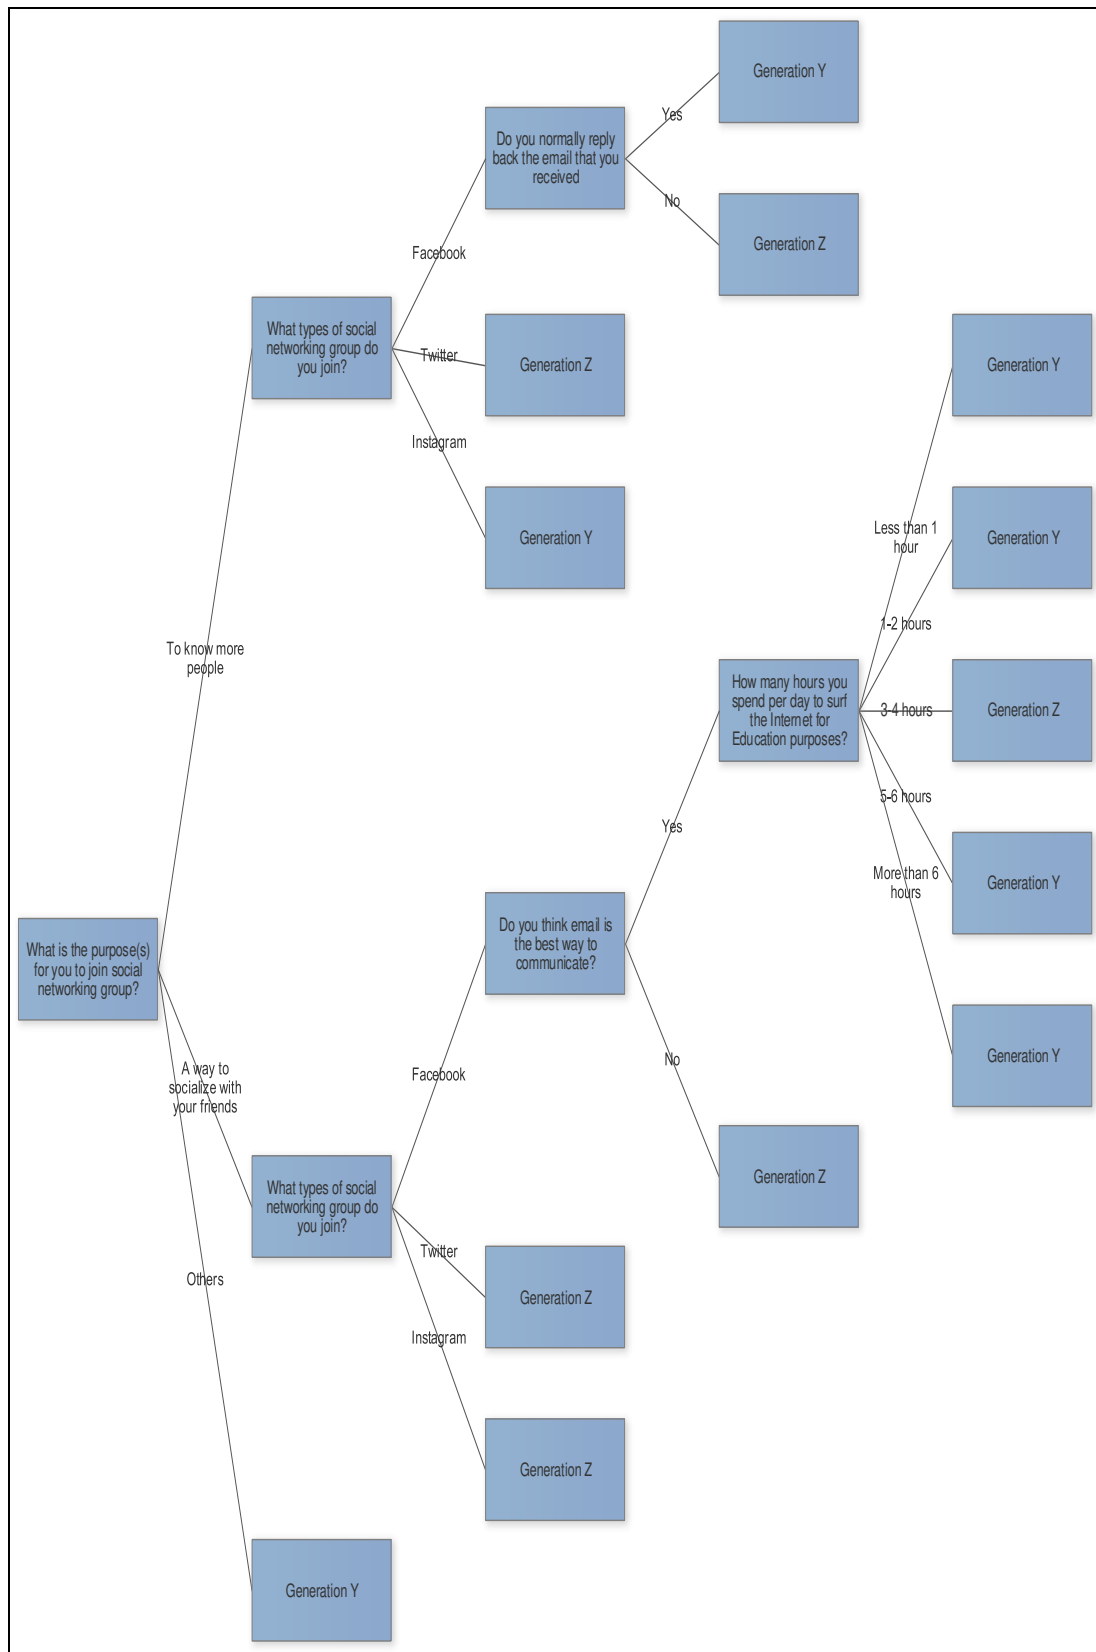 Generation Y
Yes
Do you normally reply
back the email that you
received
No
Generation Z
Facebook
What types of social
networking group do
you join?
Twitter
Generation Z
Instagram
Generation Y
To know more
people
Generation Y
Less than 1
hour
Generation Y
1-2 hours
How many hours you
spend per day to surf
the Internet for
Education purposes?
3-4 hours
Generation Z
5-6 hours
Generation Y
More than 6
hours
Generation Y
Yes
Do you think email is
the best way to
communicate?
No
Generation Z
What is the purpose(s)
for you to join social
networking group?
A way to
socialize with
your friends
Facebook
What types of social
networking group do
you join?
Twitter
Generation Z
Instagram
Generation Z
Others
Generation Y